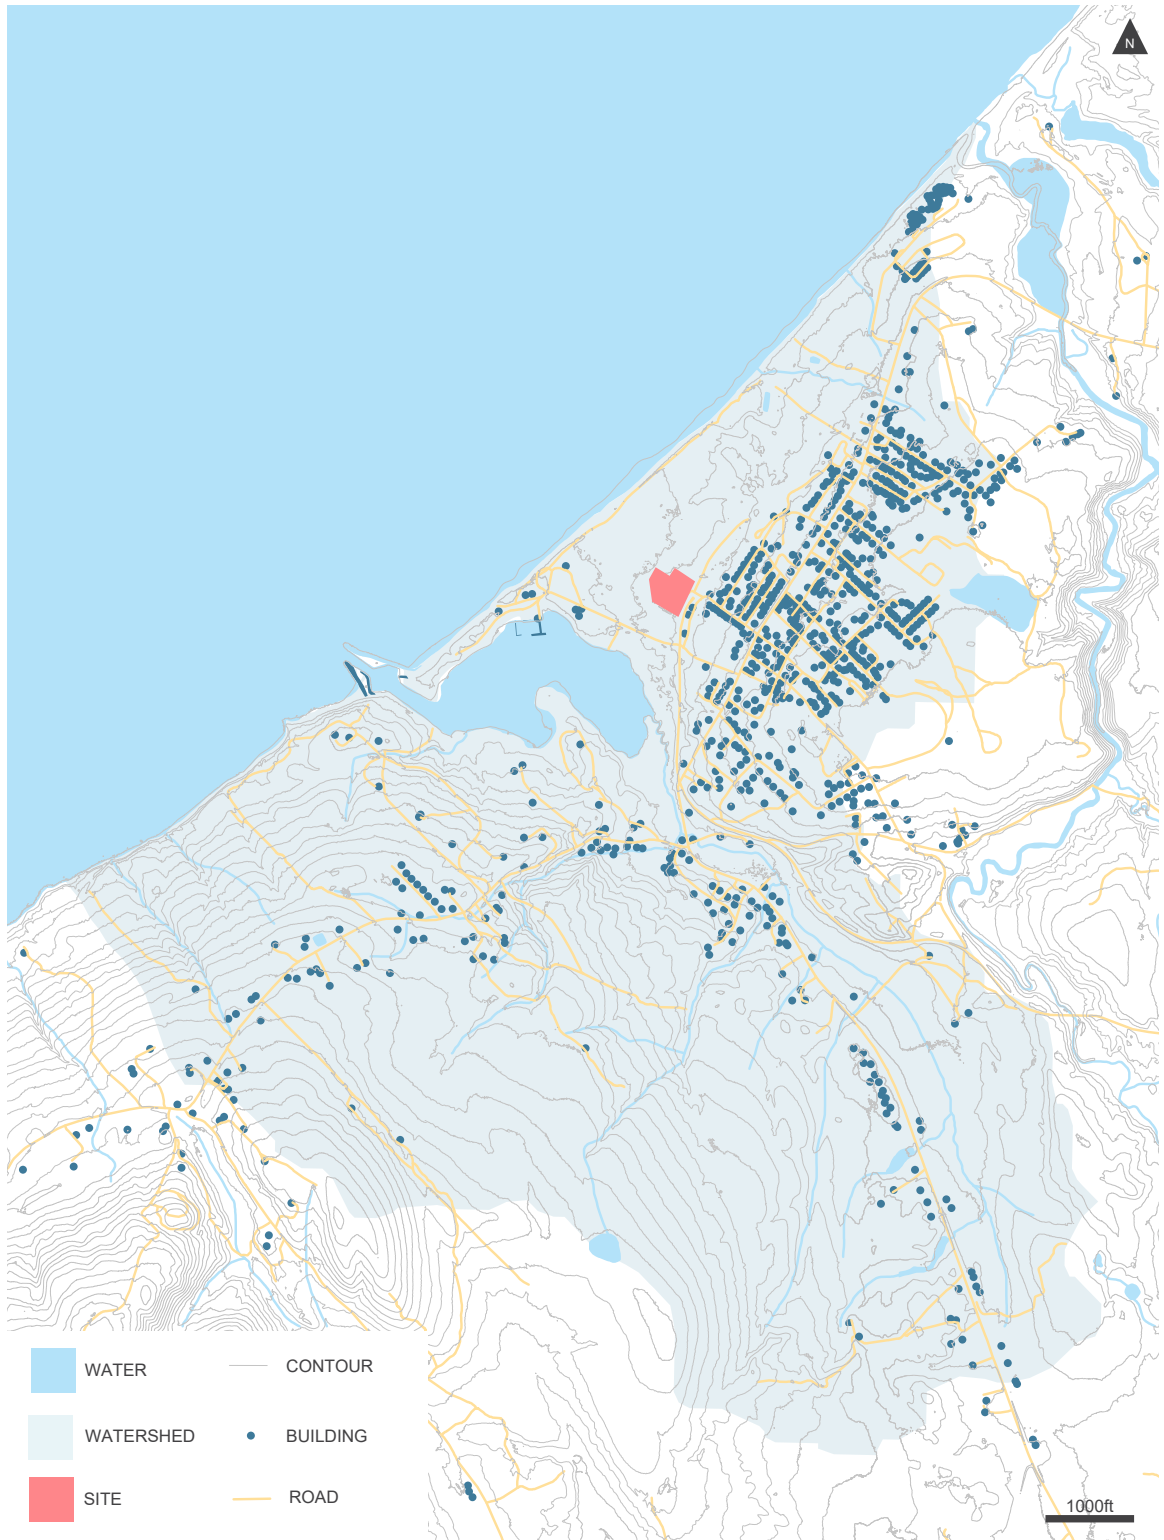 N
WATER
CONTOUR
WATERSHED
BUILDING
SITE
ROAD
1000ft